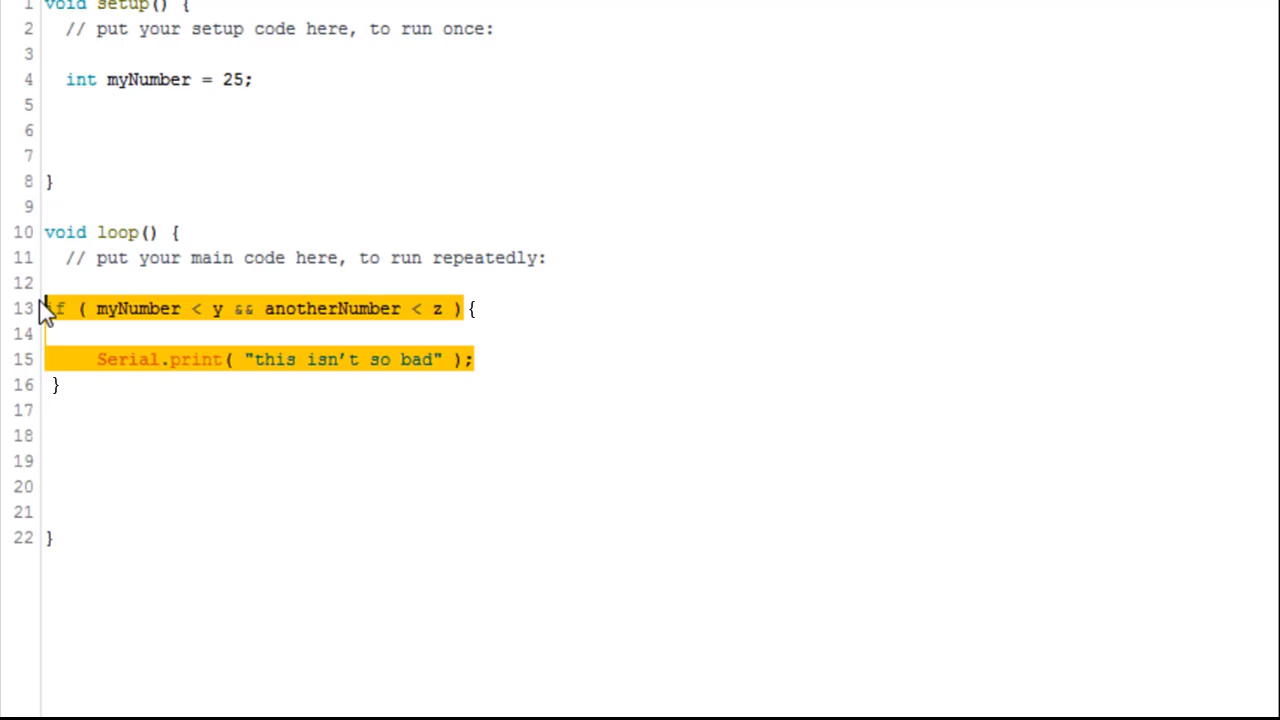 1 void setup() {
2 // put your setup code here, to run once:
3
4 int myNumber = 25;
5
6
7
8 }
9
10 void loop() {
11 // put your main code here, to run repeatedly:
12
13 if ( myNumber < y && anotherNumber < z ) {
14
15 Serial.print( "this isn't so bad" );
16 }
17
18
19
20
21
22 }